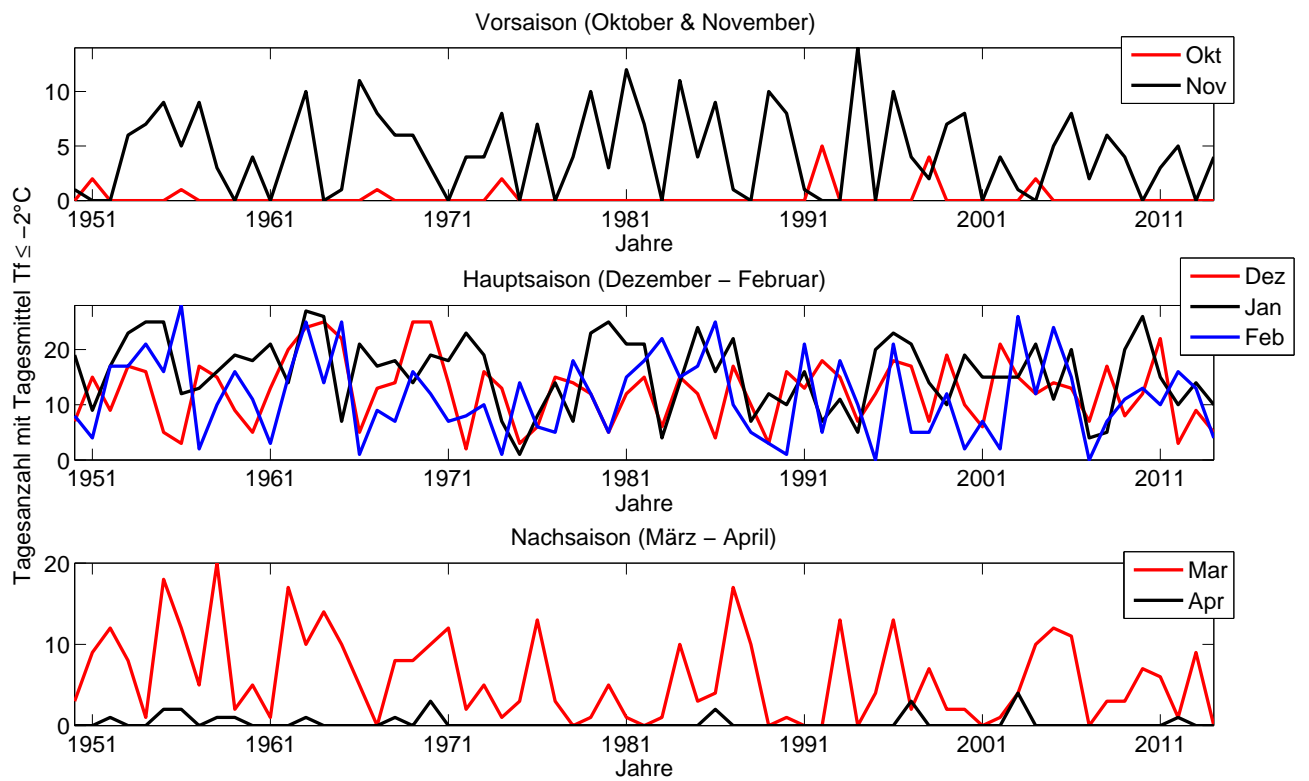 Vorsaison (Oktober & November)
Okt
Nov
10
5
0
1951 1961 1971 1981 1991 2001 2011
Jahre
Tagesanzahl mit Tagesmittel Tf ≤ −2°C
Hauptsaison (Dezember − Februar)
Dez
Jan
Feb
20
10
0
1951 1961 1971 1981 1991 2001 2011
Jahre
Nachsaison (März − April)
Mar
Apr
20
10
0
1951 1961 1971 1981 1991 2001 2011
Jahre